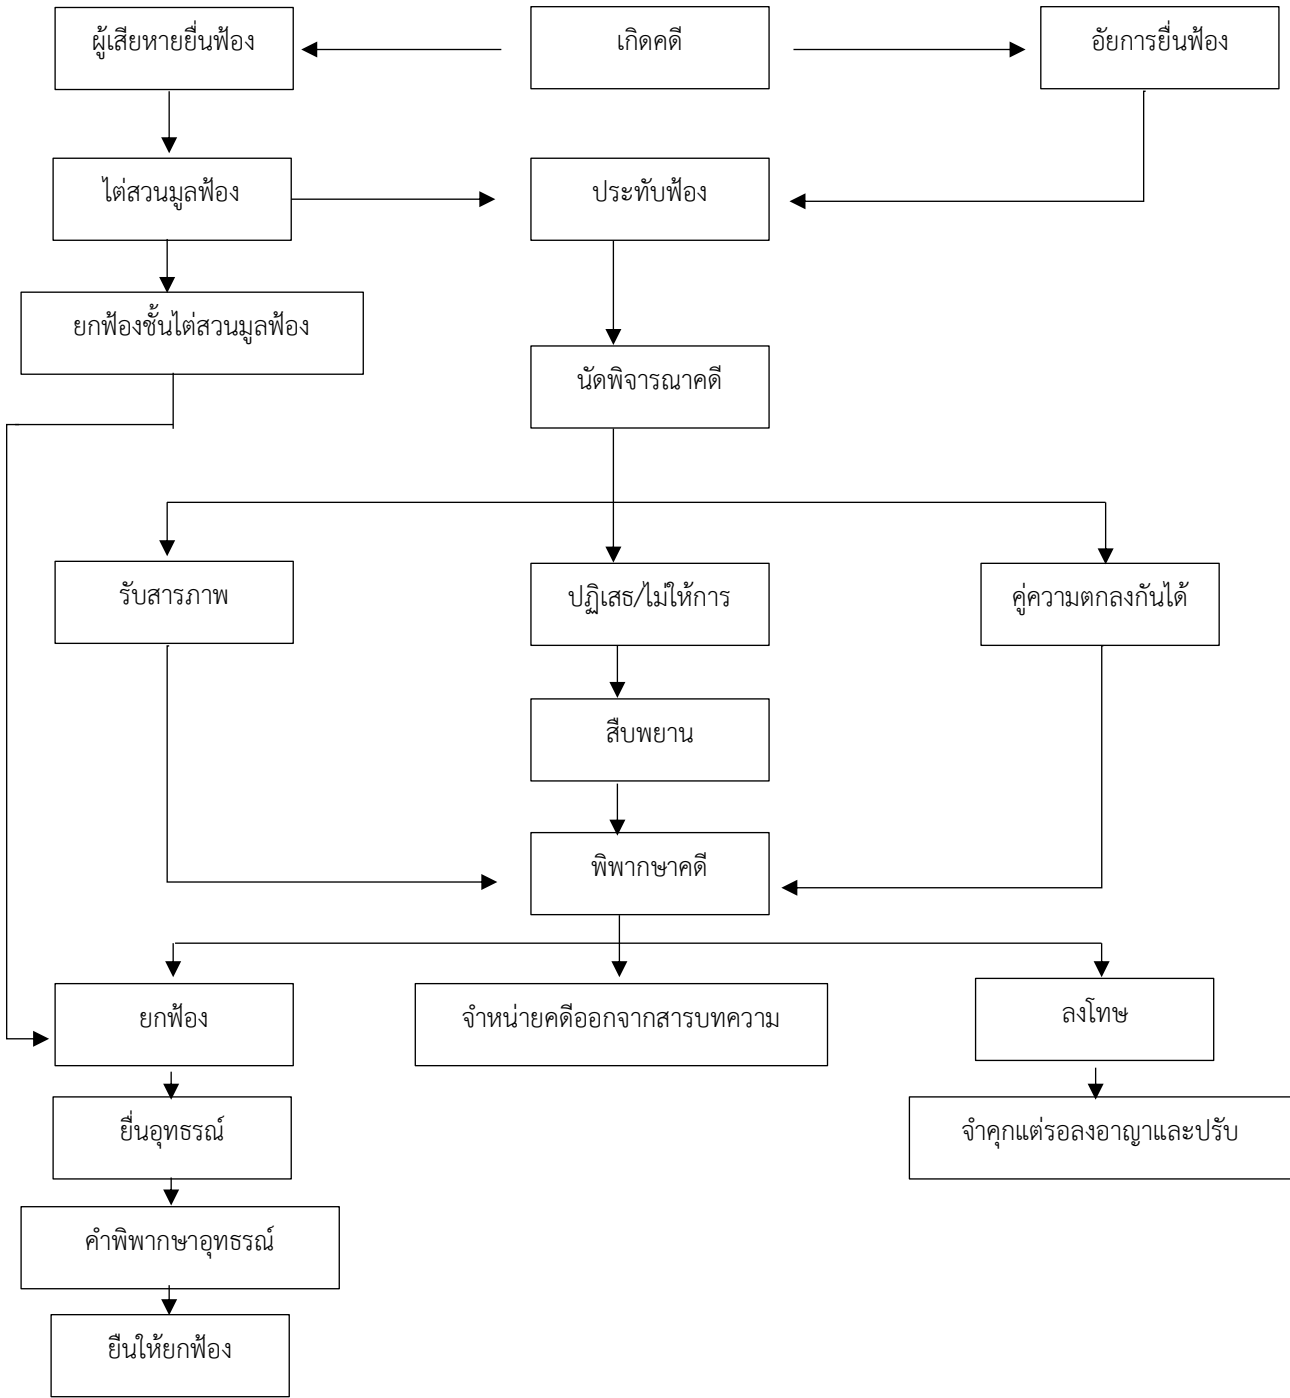 ผู้เสียหายยื่นฟ้อง
เกิดคดี
อัยการยื่นฟ้อง
ไต่สวนมูลฟ้อง
ประทับฟ้อง
ยกฟ้องชั้นไต่สวนมูลฟ้อง
นัดพิจารณาคดี
รับสารภาพ
ปฏิเสธ/ไม่ให้การ
คู่ความตกลงกันได้
สืบพยาน
พิพากษาคดี
ยกฟ้อง
จำหน่ายคดีออกจากสารบทความ
ลงโทษ
ยื่นอุทธรณ์
จำคุกแต่รอลงอาญาและปรับ
คำพิพากษาอุทธรณ์
ยืนให้ยกฟ้อง